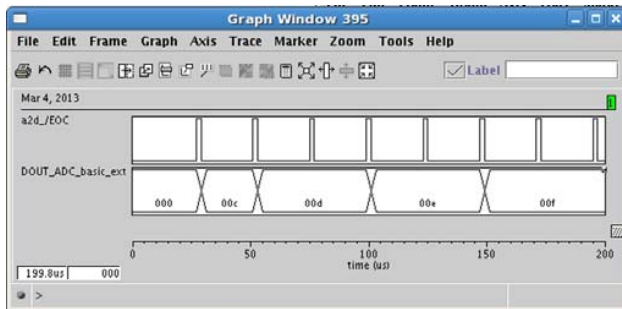 Graph Window 395
File Edit Frame Graph Axis Trace Marker Zoom Tools Help
Label
Mar 4, 2013
1
a2d_/EOC
DOUT_ADC_basic_ext
000 00c 00d 00e 00f
0 50 100 150 200
time (us)
199.8us 000
>